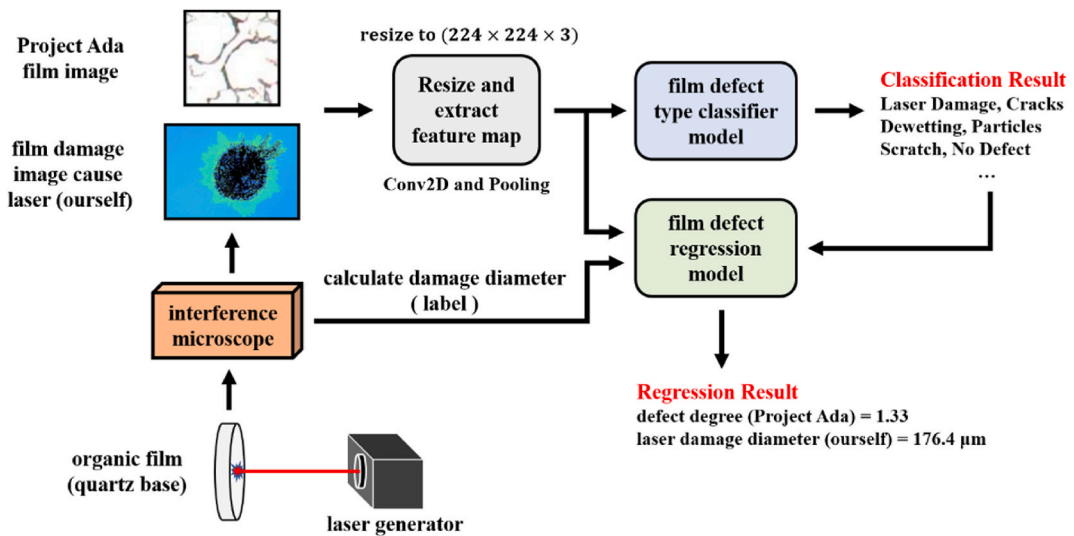 Project Ada
film image
film damage
image cause
laser (ourself)
resize to (224 × 224 × 3)
Resize and
extract
feature map
Conv2D and Pooling
film defect
type classifier
model
Classification Result
Laser Damage, Cracks
Dewetting, Particles
Scratch, No Defect
...
film defect
regression
model
calculate damage diameter
( label )
interference
microscope
Regression Result
defect degree (Project Ada) = 1.33
laser damage diameter (ourself) = 176.4 μm
organic film
(quartz base)
laser generator